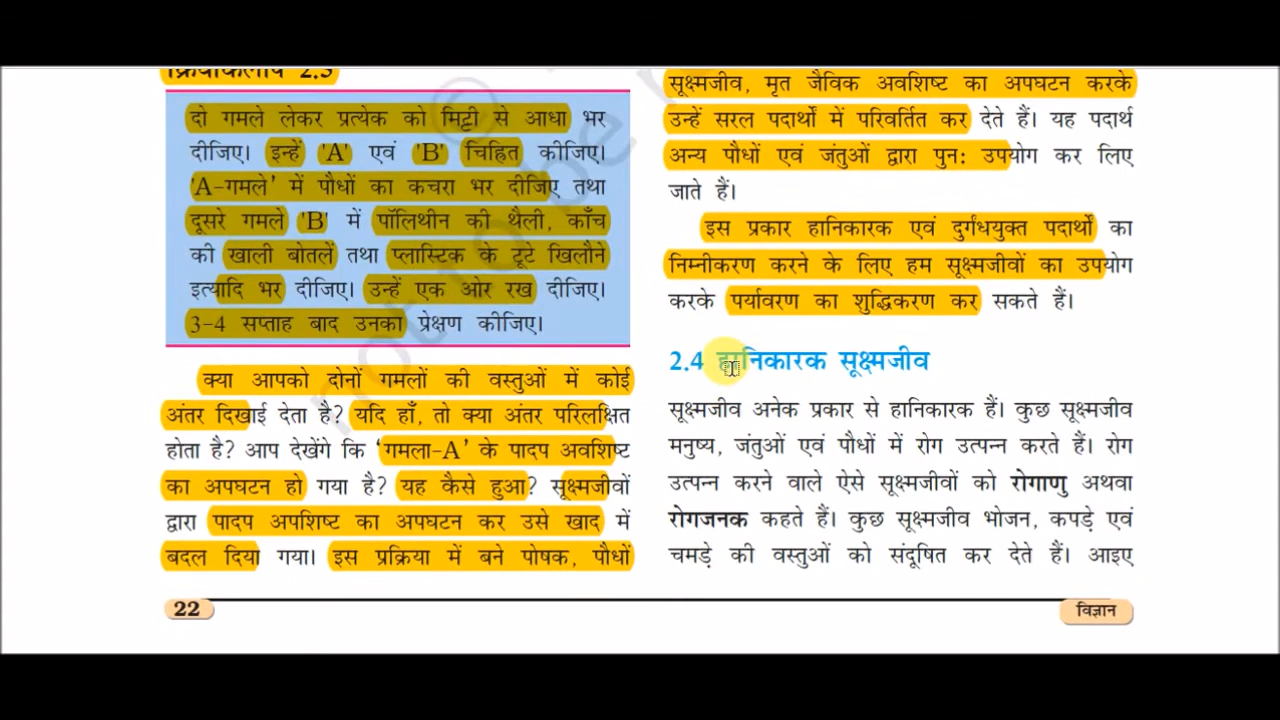 क्रियाकलाप 2.3
दो गमले लेकर प्रत्येक को मिट्टी से आधा भर
दीजिए। इन्हें 'A' एवं 'B' चिह्नित कीजिए।
'A-गमले' में पौधों का कचरा भर दीजिए तथा
दूसरे गमले 'B' में पॉलिथीन की थैली, काँच
की खाली बोतलें तथा प्लास्टिक के टूटे खिलौने
इत्यादि भर दीजिए। उन्हें एक ओर रख दीजिए।
3-4 सप्ताह बाद उनका प्रेक्षण कीजिए।
क्या आपको दोनों गमलों की वस्तुओं में कोई
अंतर दिखाई देता है? यदि हाँ, तो क्या अंतर परिलक्षित
होता है? आप देखेंगे कि 'गमला-A' के पादप अवशिष्ट
का अपघटन हो गया है? यह कैसे हुआ? सूक्ष्मजीवों
द्वारा पादप अपशिष्ट का अपघटन कर उसे खाद में
बदल दिया गया। इस प्रक्रिया में बने पोषक, पौधों
सूक्ष्मजीव, मृत जैविक अवशिष्ट का अपघटन करके
उन्हें सरल पदार्थों में परिवर्तित कर देते हैं। यह पदार्थ
अन्य पौधों एवं जंतुओं द्वारा पुन: उपयोग कर लिए
जाते हैं।
इस प्रकार हानिकारक एवं दुर्गंधयुक्त पदार्थों का
निम्नीकरण करने के लिए हम सूक्ष्मजीवों का उपयोग
करके पर्यावरण का शुद्धिकरण कर सकते हैं।
2.4 हानिकारक सूक्ष्मजीव
सूक्ष्मजीव अनेक प्रकार से हानिकारक हैं। कुछ सूक्ष्मजीव
मनुष्य, जंतुओं एवं पौधों में रोग उत्पन्न करते हैं। रोग
उत्पन्न करने वाले ऐसे सूक्ष्मजीवों को रोगाणु अथवा
रोगजनक कहते हैं। कुछ सूक्ष्मजीव भोजन, कपड़े एवं
चमड़े की वस्तुओं को संदूषित कर देते हैं। आइए
22
विज्ञान
not to be r